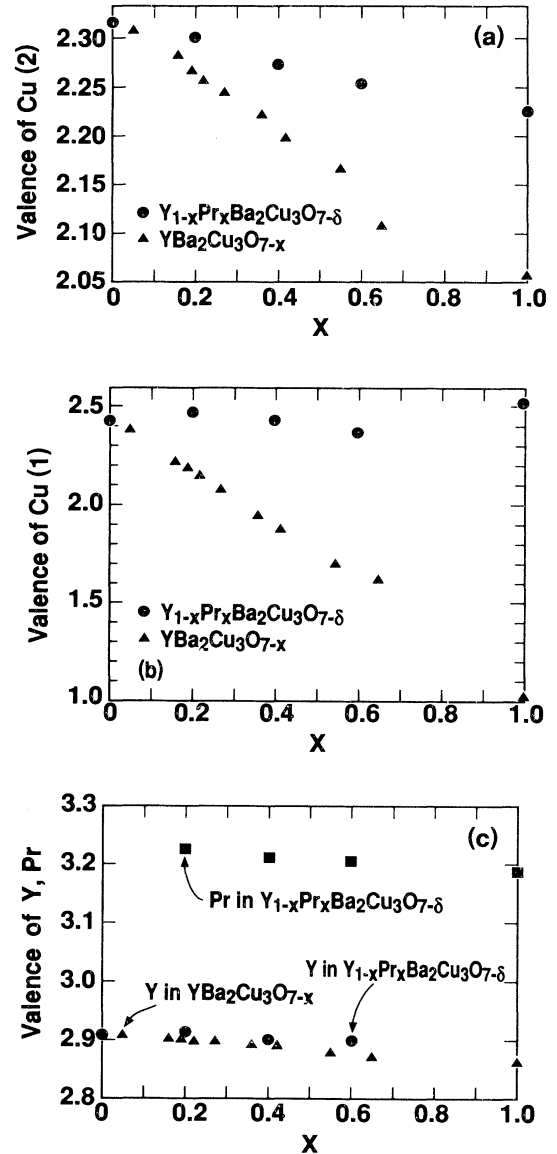 (a)
Valence of Cu (2)
2.30
2.25
2.20
2.15
2.10
2.05
Y1-xPrxBa2Cu3O7-δ
YBa2Cu3O7-x
0 0.2 0.4 0.6 0.8 1.0
X
Valence of Cu (1)
2.5
2.0
1.5
1.0
Y1-xPrxBa2Cu3O7-δ
YBa2Cu3O7-x
(b)
0 0.2 0.4 0.6 0.8 1.0
X
(c)
Valence of Y, Pr
3.3
3.2
3.1
3.0
2.9
2.8
Pr in Y1-xPrxBa2Cu3O7-δ
Y in Y1-xPrxBa2Cu3O7-δ
Y in YBa2Cu3O7-x
0 0.2 0.4 0.6 0.8 1.0
X